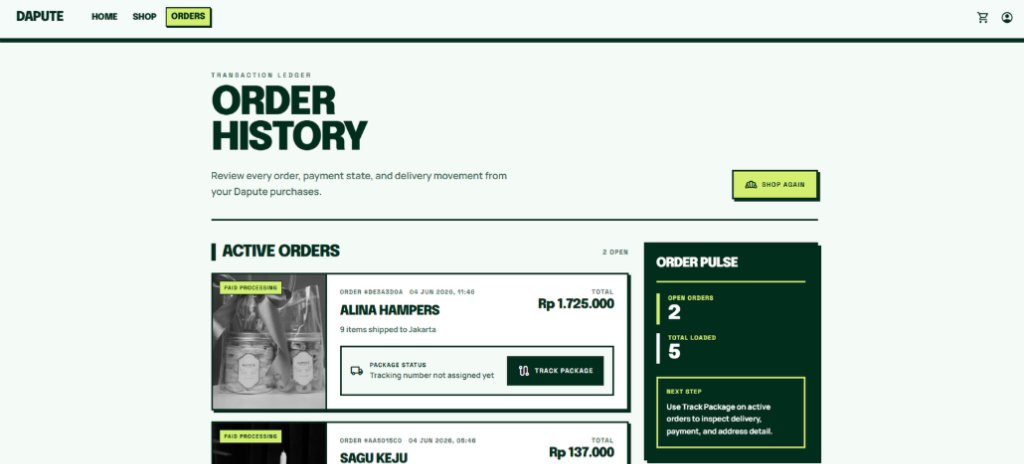 DAPUTE
HOME
SHOP
ORDERS
TRANSACTION LEDGER
ORDER
HISTORY
Review every order, payment state, and delivery movement from
your Dapute purchases.
SHOP AGAIN
ACTIVE ORDERS
2 OPEN
PAID PROCESSING
04 JUN 2026, 11:46
TOTAL
ALINA HAMPERS
Rp 1.725.000
9 items shipped to Jakarta
PACKAGE STATUS
Tracking number not assigned yet
TRACK PACKAGE
PAID PROCESSING
04 JUN 2026, 05:46
TOTAL
SAGU KEJU
Rp 137.000
ORDER PULSE
OPEN ORDERS
2
TOTAL LOADED
5
NEXT STEP
Use Track Package on active
orders to inspect delivery,
payment, and address detail.